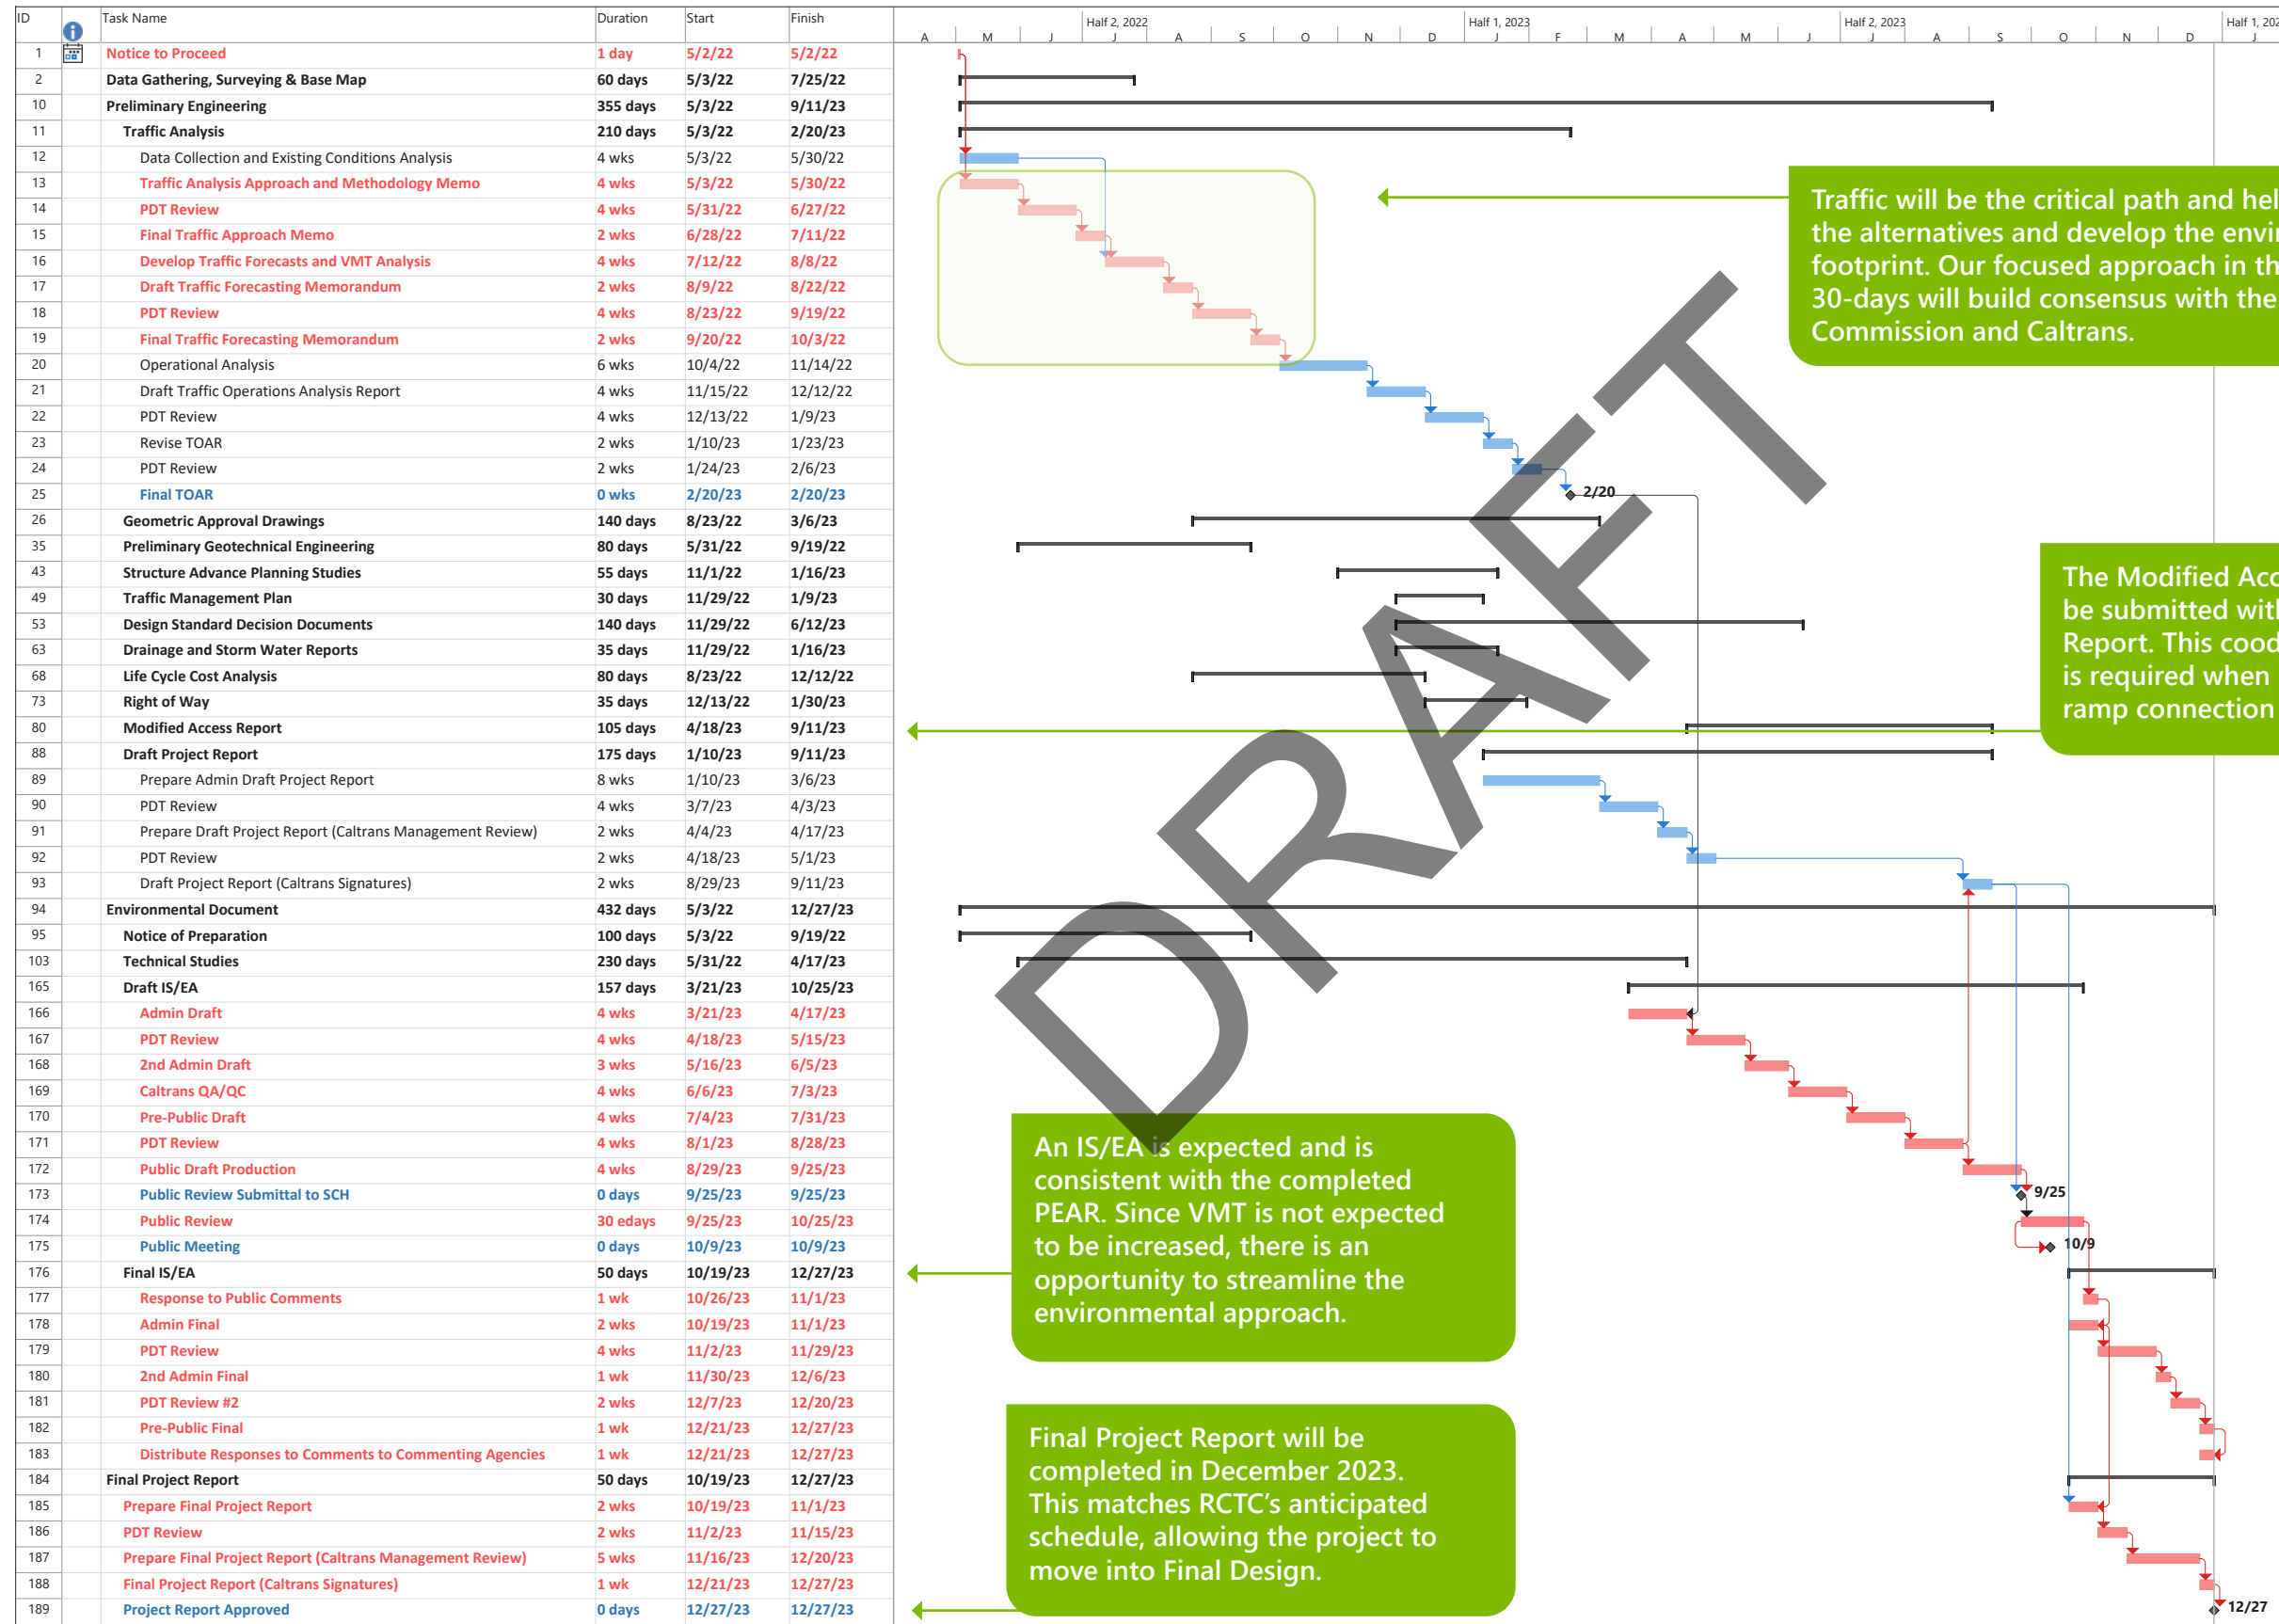 ID Task Name Duration Start Finish
Half 2, 2022 Half 1, 2023 Half 2, 2023 Half 1, 202
A M J J A S O N D J F M A M J J A S O N D J
1 Notice to Proceed 1 day 5/2/22 5/2/22
2 Data Gathering, Surveying & Base Map 60 days 5/3/22 7/25/22
10 Preliminary Engineering 355 days 5/3/22 9/11/23
11 Traffic Analysis 210 days 5/3/22 2/20/23
12 Data Collection and Existing Conditions Analysis 4 wks 5/3/22 5/30/22
13 Traffic Analysis Approach and Methodology Memo 4 wks 5/3/22 5/30/22
14 PDT Review 4 wks 5/31/22 6/27/22
15 Final Traffic Approach Memo 2 wks 6/28/22 7/11/22
16 Develop Traffic Forecasts and VMT Analysis 4 wks 7/12/22 8/8/22
17 Draft Traffic Forecasting Memorandum 2 wks 8/9/22 8/22/22
18 PDT Review 4 wks 8/23/22 9/19/22
19 Final Traffic Forecasting Memorandum 2 wks 9/20/22 10/3/22
20 Operational Analysis 6 wks 10/4/22 11/14/22
21 Draft Traffic Operations Analysis Report 4 wks 11/15/22 12/12/22
22 PDT Review 4 wks 12/13/22 1/9/23
23 Revise TOAR 2 wks 1/10/23 1/23/23
24 PDT Review 2 wks 1/24/23 2/6/23
25 Final TOAR 0 wks 2/20/23 2/20/23 2/20
26 Geometric Approval Drawings 140 days 8/23/22 3/6/23
35 Preliminary Geotechnical Engineering 80 days 5/31/22 9/19/22
43 Structure Advance Planning Studies 55 days 11/1/22 1/16/23
49 Traffic Management Plan 30 days 11/29/22 1/9/23
53 Design Standard Decision Documents 140 days 11/29/22 6/12/23
63 Drainage and Storm Water Reports 35 days 11/29/22 1/16/23
68 Life Cycle Cost Analysis 80 days 8/23/22 12/12/22
73 Right of Way 35 days 12/13/22 1/30/23
80 Modified Access Report 105 days 4/18/23 9/11/23
88 Draft Project Report 175 days 1/10/23 9/11/23
89 Prepare Admin Draft Project Report 8 wks 1/10/23 3/6/23
90 PDT Review 4 wks 3/7/23 4/3/23
91 Prepare Draft Project Report (Caltrans Management Review) 2 wks 4/4/23 4/17/23
92 PDT Review 2 wks 4/18/23 5/1/23
93 Draft Project Report (Caltrans Signatures) 2 wks 8/29/23 9/11/23
94 Environmental Document 432 days 5/3/22 12/27/23
95 Notice of Preparation 100 days 5/3/22 9/19/22
103 Technical Studies 230 days 5/31/22 4/17/23
165 Draft IS/EA 157 days 3/21/23 10/25/23
166 Admin Draft 4 wks 3/21/23 4/17/23
167 PDT Review 4 wks 4/18/23 5/15/23
168 2nd Admin Draft 3 wks 5/16/23 6/5/23
169 Caltrans QA/QC 4 wks 6/6/23 7/3/23
170 Pre-Public Draft 4 wks 7/4/23 7/31/23
171 PDT Review 4 wks 8/1/23 8/28/23
172 Public Draft Production 4 wks 8/29/23 9/25/23
173 Public Review Submittal to SCH 0 days 9/25/23 9/25/23 9/25
174 Public Review 30 edays 9/25/23 10/25/23
175 Public Meeting 0 days 10/9/23 10/9/23 10/9
176 Final IS/EA 50 days 10/19/23 12/27/23
177 Response to Public Comments 1 wk 10/26/23 11/1/23
178 Admin Final 2 wks 10/19/23 11/1/23
179 PDT Review 4 wks 11/2/23 11/29/23
180 2nd Admin Final 1 wk 11/30/23 12/6/23
181 PDT Review #2 2 wks 12/7/23 12/20/23
182 Pre-Public Final 1 wk 12/21/23 12/27/23
183 Distribute Responses to Comments to Commenting Agencies 1 wk 12/21/23 12/27/23
184 Final Project Report 50 days 10/19/23 12/27/23
185 Prepare Final Project Report 2 wks 10/19/23 11/1/23
186 PDT Review 2 wks 11/2/23 11/15/23
187 Prepare Final Project Report (Caltrans Management Review) 5 wks 11/16/23 12/20/23
188 Final Project Report (Caltrans Signatures) 1 wk 12/21/23 12/27/23
189 Project Report Approved 0 days 12/27/23 12/27/23 12/27
Traffic will be the critical path and hel
the alternatives and develop the envi
footprint. Our focused approach in th
30-days will build consensus with the
Commission and Caltrans.
The Modified Acc
be submitted wit
Report. This cood
is required when
ramp connection
An IS/EA is expected and is
consistent with the completed
PEAR. Since VMT is not expected
to be increased, there is an
opportunity to streamline the
environmental approach.
Final Project Report will be
completed in December 2023.
This matches RCTC's anticipated
schedule, allowing the project to
move into Final Design.
DRAFT